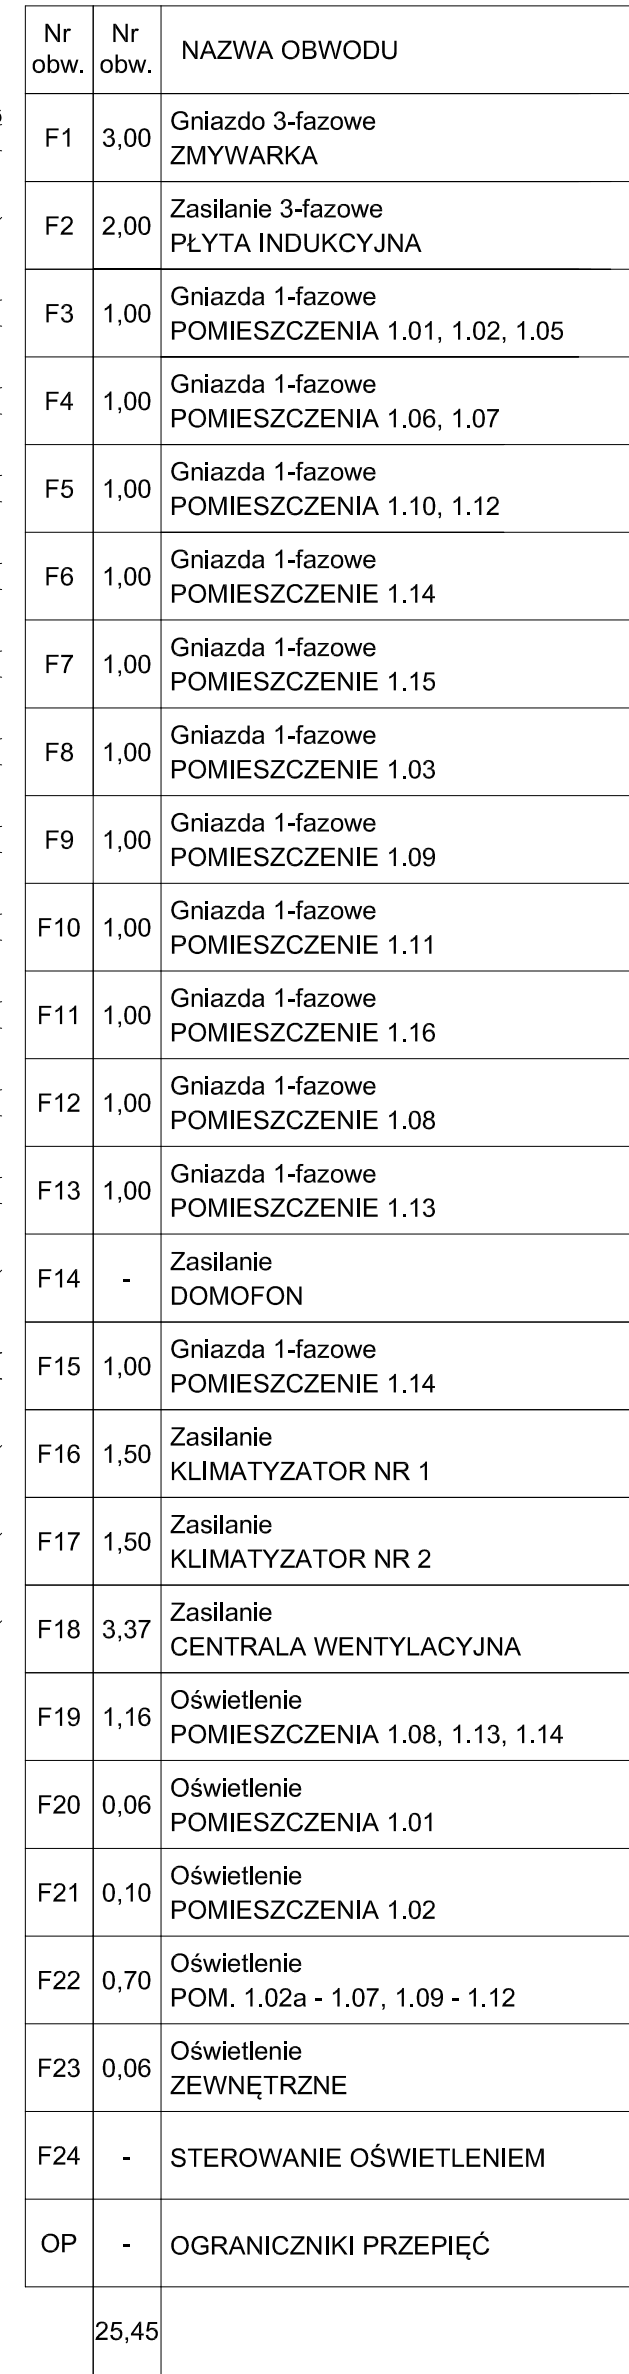 Nr obw. Nr obw. NAZWA OBWODU
F1 3,00 Gniazdo 3-fazowe
ZMYWARKA
F2 2,00 Zasilanie 3-fazowe
PŁYTA INDUKCYJNA
F3 1,00 Gniazda 1-fazowe
POMIESZCZENIA 1.01, 1.02, 1.05
F4 1,00 Gniazda 1-fazowe
POMIESZCZENIA 1.06, 1.07
F5 1,00 Gniazda 1-fazowe
POMIESZCZENIA 1.10, 1.12
F6 1,00 Gniazda 1-fazowe
POMIESZCZENIE 1.14
F7 1,00 Gniazda 1-fazowe
POMIESZCZENIE 1.15
F8 1,00 Gniazda 1-fazowe
POMIESZCZENIE 1.03
F9 1,00 Gniazda 1-fazowe
POMIESZCZENIE 1.09
F10 1,00 Gniazda 1-fazowe
POMIESZCZENIE 1.11
F11 1,00 Gniazda 1-fazowe
POMIESZCZENIE 1.16
F12 1,00 Gniazda 1-fazowe
POMIESZCZENIE 1.08
F13 1,00 Gniazda 1-fazowe
POMIESZCZENIE 1.13
F14 - Zasilanie
DOMOFON
F15 1,00 Gniazda 1-fazowe
POMIESZCZENIE 1.14
F16 1,50 Zasilanie
KLIMATYZATOR NR 1
F17 1,50 Zasilanie
KLIMATYZATOR NR 2
F18 3,37 Zasilanie
CENTRALA WENTYLACYJNA
F19 1,16 Oświetlenie
POMIESZCZENIA 1.08, 1.13, 1.14
F20 0,06 Oświetlenie
POMIESZCZENIA 1.01
F21 0,10 Oświetlenie
POMIESZCZENIA 1.02
F22 0,70 Oświetlenie
POM. 1.02a - 1.07, 1.09 - 1.12
F23 0,06 Oświetlenie
ZEWNĘTRZNE
F24 - STEROWANIE OŚWIETLENIEM
OP - OGRANICZNIKI PRZEPIĘĆ
25,45